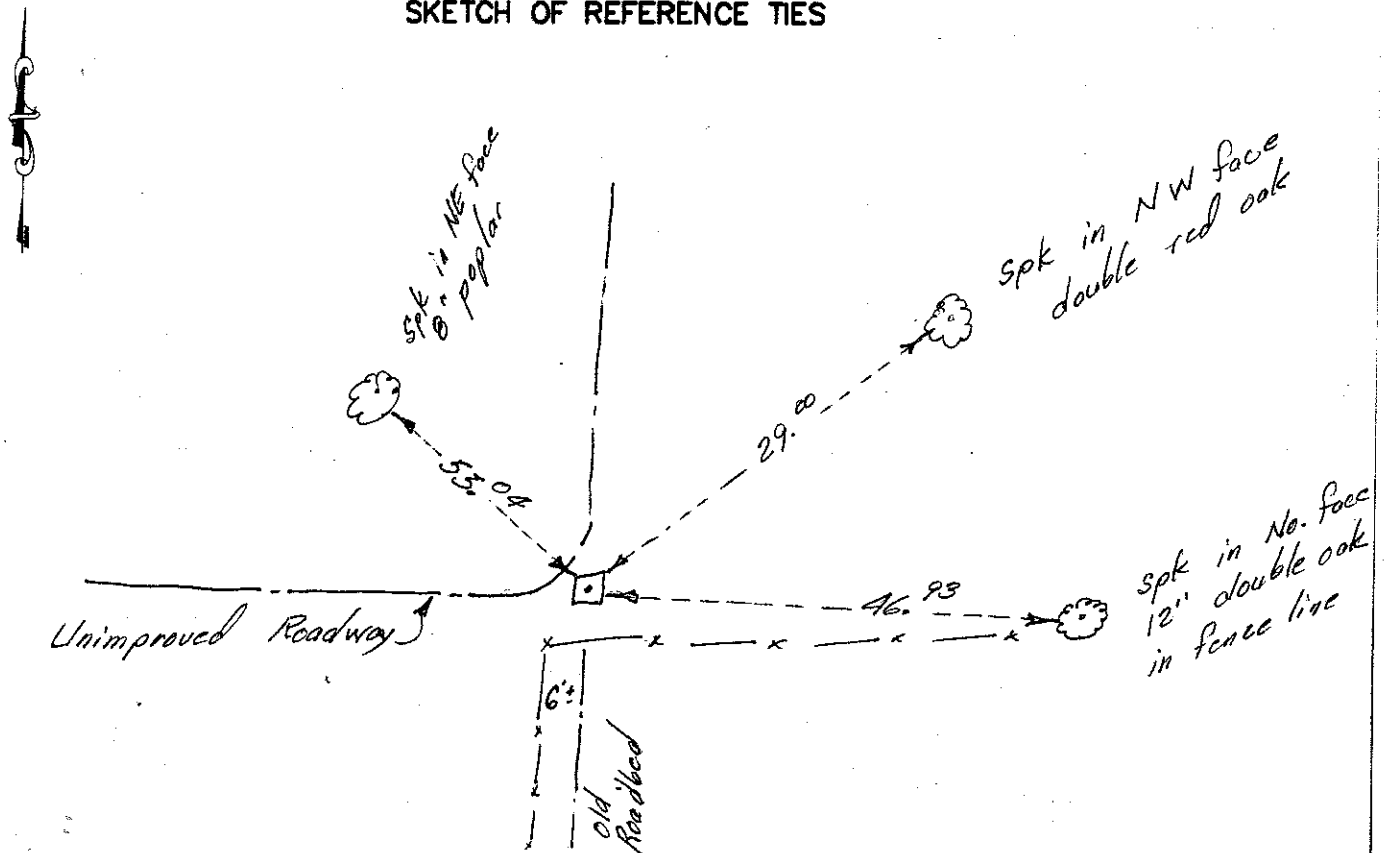 SKETCH OF REFERENCE TIES
spk in NE face
8" poplar
spk in NW face
double red oak
29.00
53.04
46.93
spk in No. face
12" double oak
in fence line
Unimproved Roadway
6'±
old
Roadbed